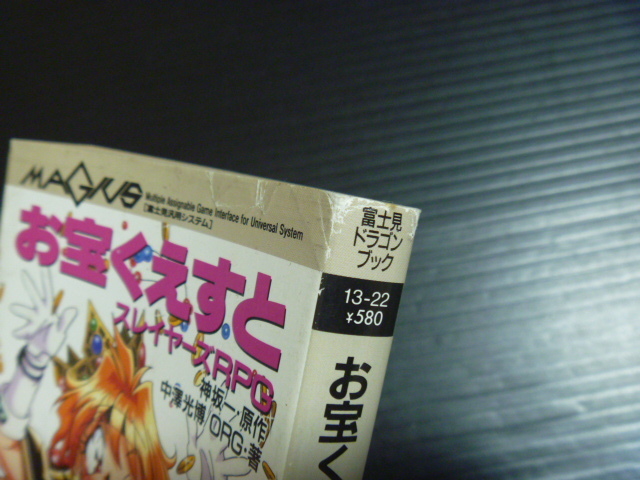 MAGIUS
Multiple Assignable Game Interface for Universal System
[富士見汎用システム]
お宝くえすと
スレイヤーズRPG
神坂一・原作
中澤光博/ORG・著
富士見
ドラゴン
ブック
13-22
¥580
お宝く